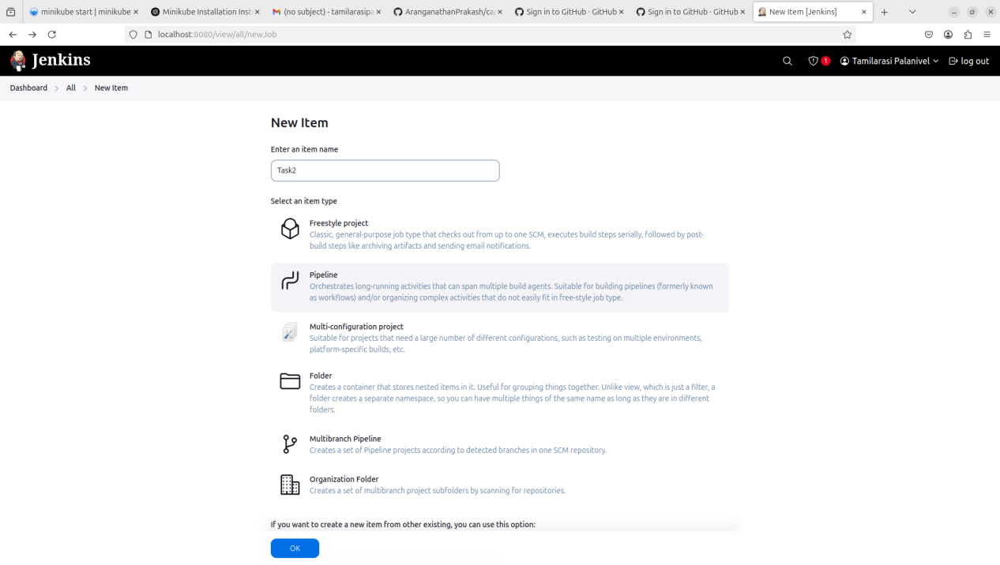 minikube start | minikube
Minikube Installation Inst
(no subject) - tamilarasipa
AranganathanPrakash/ca
Sign in to GitHub · GitHub
Sign in to GitHub · GitHub
New Item [Jenkins]
localhost:8080/view/all/newJob
Jenkins
1
Tamilarasi Palanivel
log out
Dashboard
All
New Item
New Item
Enter an item name
Task2
Select an item type
Freestyle project
Classic, general-purpose job type that checks out from up to one SCM, executes build steps serially, followed by post-
build steps like archiving artifacts and sending email notifications.
Pipeline
Orchestrates long-running activities that can span multiple build agents. Suitable for building pipelines (formerly known
as workflows) and/or organizing complex activities that do not easily fit in free-style job type.
Multi-configuration project
Suitable for projects that need a large number of different configurations, such as testing on multiple environments,
platform-specific builds, etc.
Folder
Creates a container that stores nested items in it. Useful for grouping things together. Unlike view, which is just a filter, a
folder creates a separate namespace, so you can have multiple things of the same name as long as they are in different
folders.
Multibranch Pipeline
Creates a set of Pipeline projects according to detected branches in one SCM repository.
Organization Folder
Creates a set of multibranch project subfolders by scanning for repositories.
If you want to create a new item from other existing, you can use this option:
OK